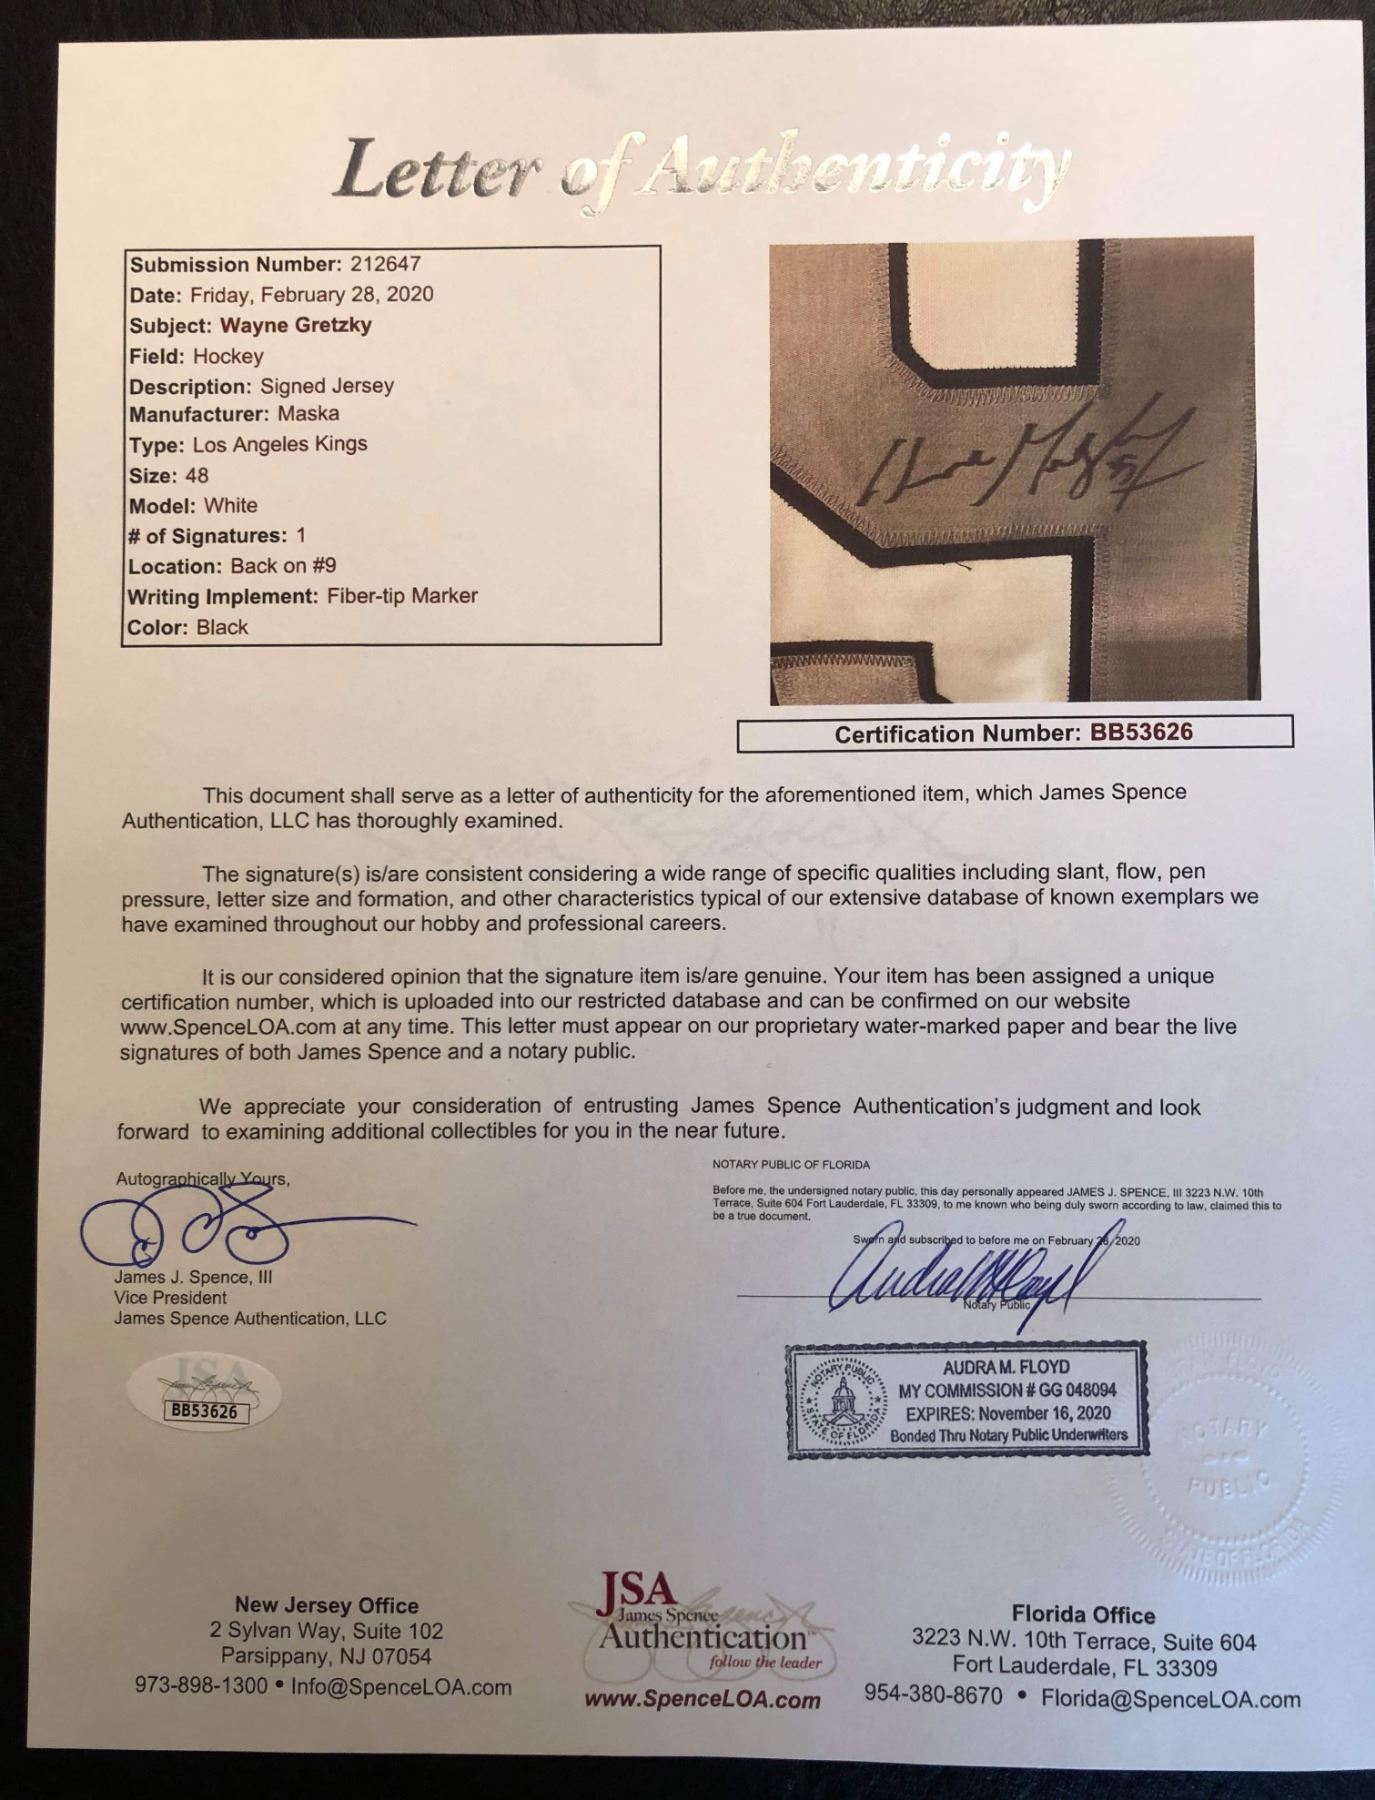 Letter of Authenticity
Submission Number: 212647
Date: Friday, February 28, 2020
Subject: Wayne Gretzky
Field: Hockey
Description: Signed Jersey
Manufacturer: Maska
Type: Los Angeles Kings
Size: 48
Model: White
# of Signatures: 1
Location: Back on #9
Writing Implement: Fiber-tip Marker
Color: Black
Certification Number: BB53626
This document shall serve as a letter of authenticity for the aforementioned item, which James Spence
Authentication, LLC has thoroughly examined.
The signature(s) is/are consistent considering a wide range of specific qualities including slant, flow, pen
pressure, letter size and formation, and other characteristics typical of our extensive database of known exemplars we
have examined throughout our hobby and professional careers.
It is our considered opinion that the signature item is/are genuine. Your item has been assigned a unique
certification number, which is uploaded into our restricted database and can be confirmed on our website
www.SpenceLOA.com at any time. This letter must appear on our proprietary water-marked paper and bear the live
signatures of both James Spence and a notary public.
We appreciate your consideration of entrusting James Spence Authentication's judgment and look
forward to examining additional collectibles for you in the near future.
Autographically Yours,
James J. Spence, III
Vice President
James Spence Authentication, LLC
JSA
BB53626
NOTARY PUBLIC OF FLORIDA
Before me, the undersigned notary public, this day personally appeared JAMES J. SPENCE, III 3223 N.W. 10th
Terrace, Suite 604 Fort Lauderdale, FL 33309, to me known who being duly sworn according to law, claimed this to
be a true document.
Sworn and subscribed to before me on February 28, 2020
Audra M Floyd
Notary Public
NOTARY PUBLIC
STATE OF FLORIDA
AUDRA M. FLOYD
MY COMMISSION # GG 048094
EXPIRES: November 16, 2020
Bonded Thru Notary Public Underwriters
NOTARY
PUBLIC
STATE OF FLORIDA
New Jersey Office
2 Sylvan Way, Suite 102
Parsippany, NJ 07054
973-898-1300 • Info@SpenceLOA.com
JSA
James Spence
Authentication™
follow the leader
www.SpenceLOA.com
Florida Office
3223 N.W. 10th Terrace, Suite 604
Fort Lauderdale, FL 33309
954-380-8670 • Florida@SpenceLOA.com